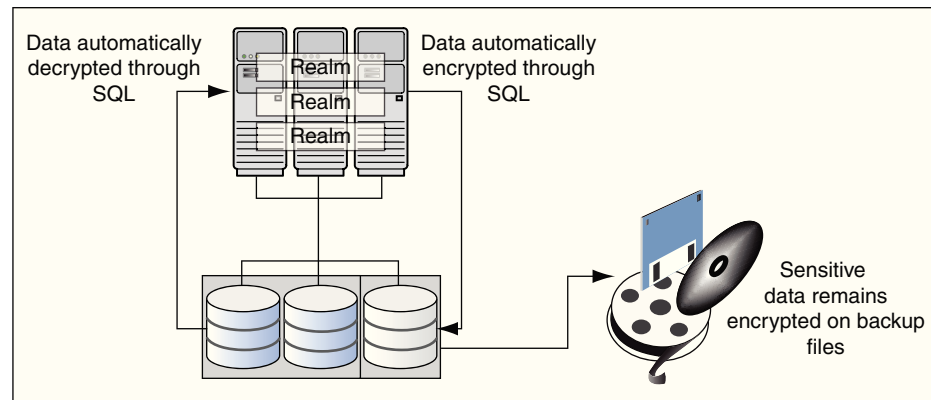 Data automatically
decrypted through
SQL
Realm
Realm
Realm
Data automatically
encrypted through
SQL
Sensitive
data remains
encrypted on backup
files